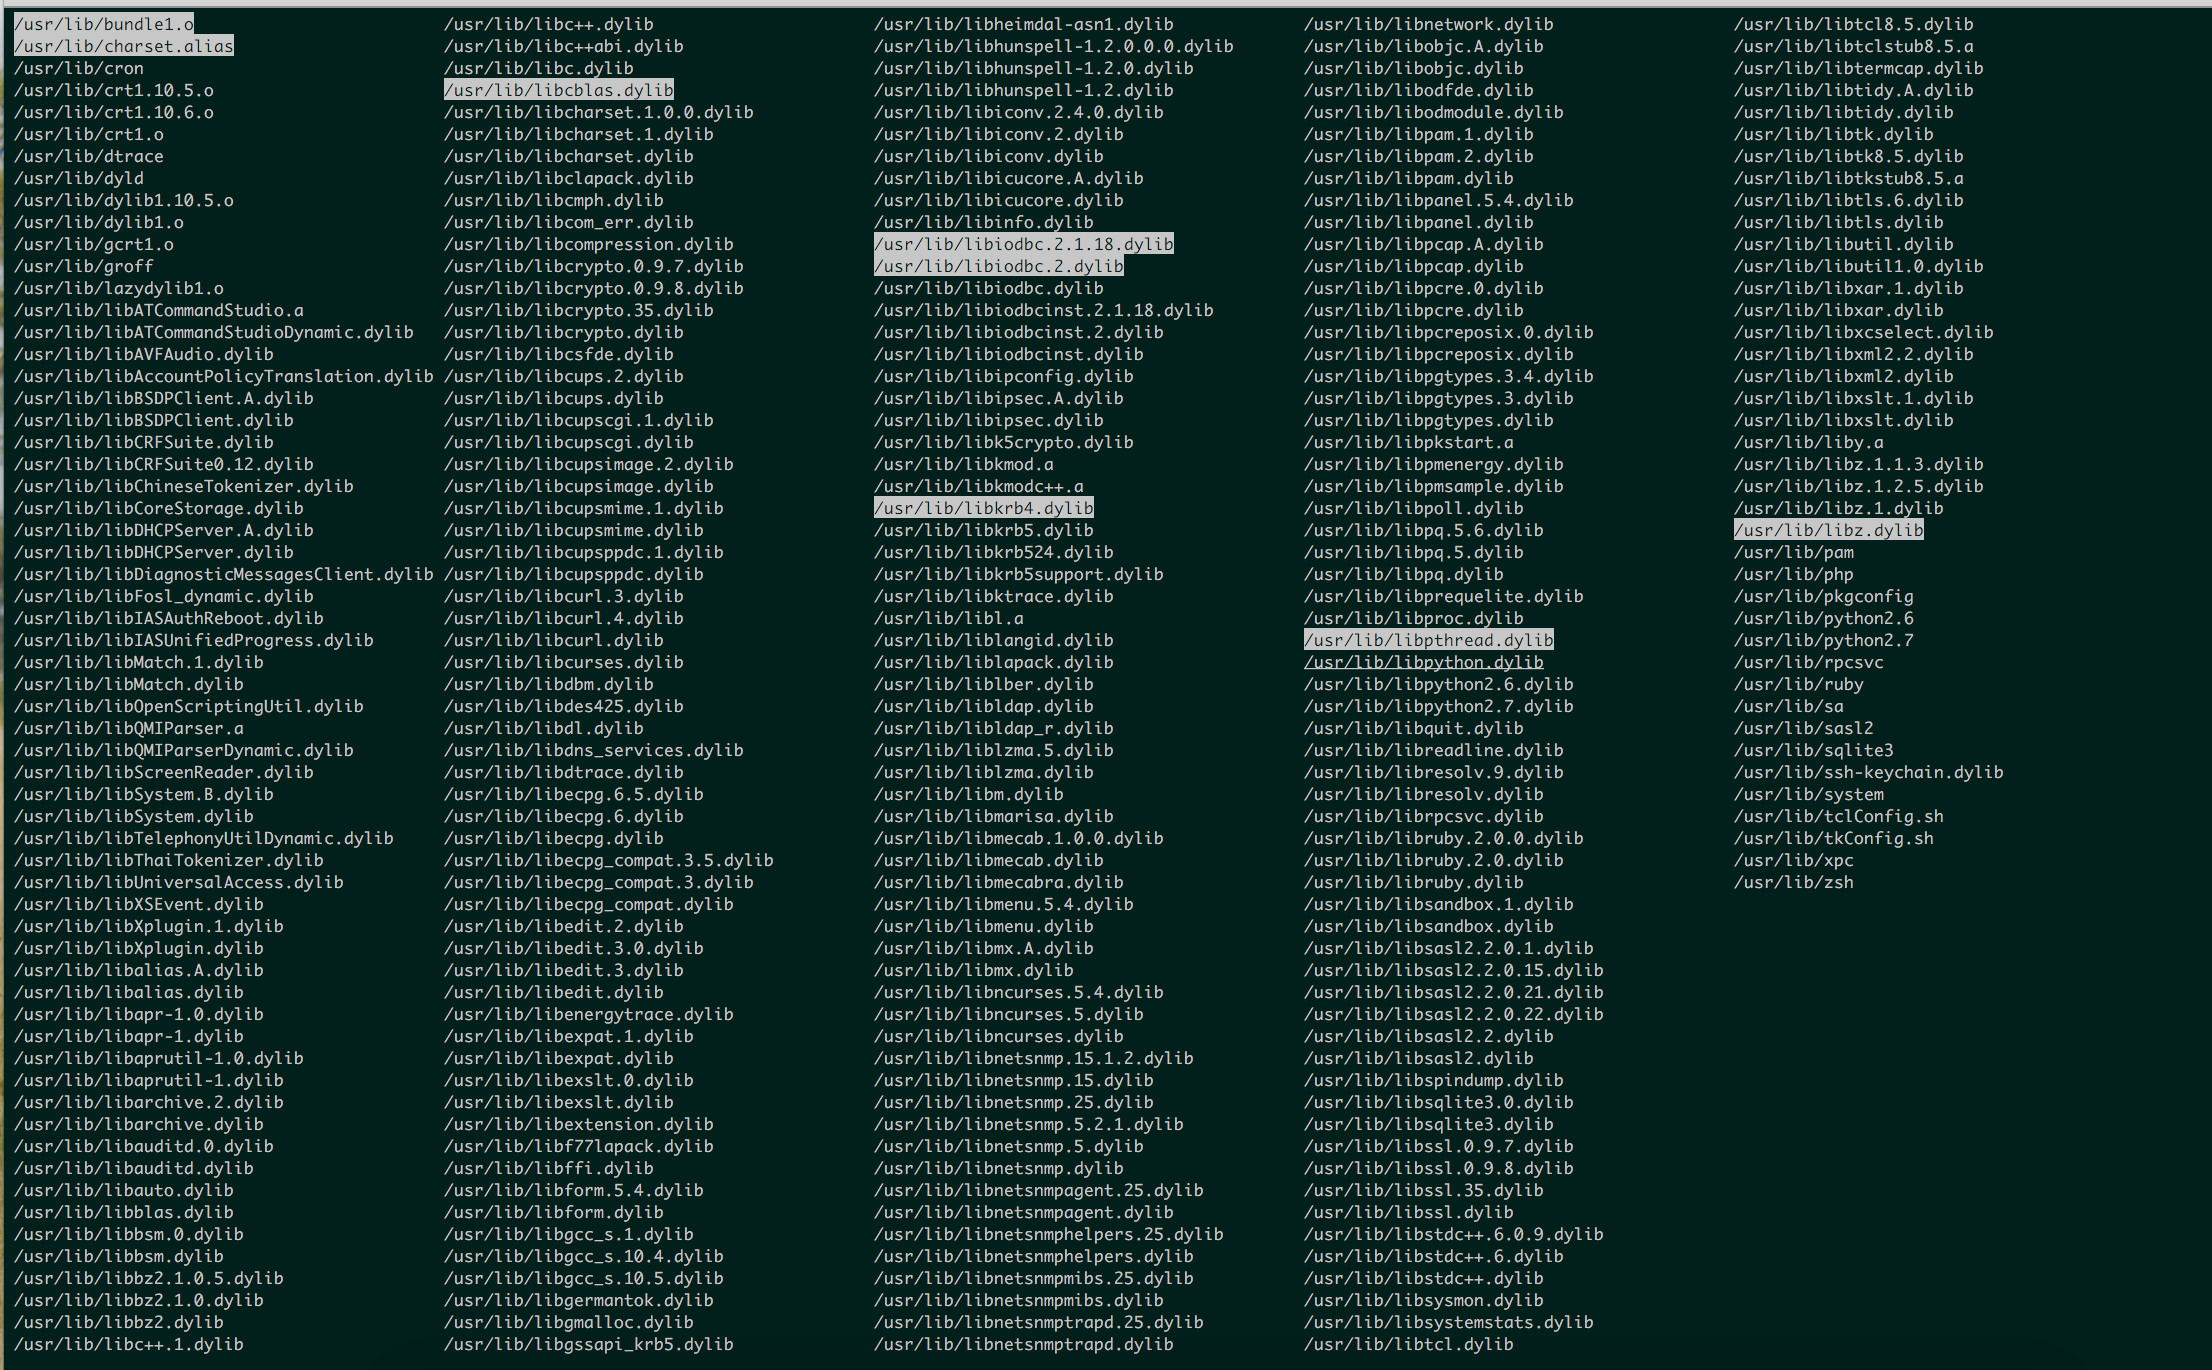 /usr/lib/bundle1.o
/usr/lib/charset.alias
/usr/lib/cron
/usr/lib/crt1.10.5.o
/usr/lib/crt1.10.6.o
/usr/lib/crt1.o
/usr/lib/dtrace
/usr/lib/dyld
/usr/lib/dylib1.10.5.o
/usr/lib/dylib1.o
/usr/lib/gcrt1.o
/usr/lib/groff
/usr/lib/lazydylib1.o
/usr/lib/libATCommandStudio.a
/usr/lib/libATCommandStudioDynamic.dylib
/usr/lib/libAVFAudio.dylib
/usr/lib/libAccountPolicyTranslation.dylib
/usr/lib/libBSDPClient.A.dylib
/usr/lib/libBSDPClient.dylib
/usr/lib/libCRFSuite.dylib
/usr/lib/libCRFSuite0.12.dylib
/usr/lib/libChineseTokenizer.dylib
/usr/lib/libCoreStorage.dylib
/usr/lib/libDHCPServer.A.dylib
/usr/lib/libDHCPServer.dylib
/usr/lib/libDiagnosticMessagesClient.dylib
/usr/lib/libFosl_dynamic.dylib
/usr/lib/libIASAuthReboot.dylib
/usr/lib/libIASUnifiedProgress.dylib
/usr/lib/libMatch.1.dylib
/usr/lib/libMatch.dylib
/usr/lib/libOpenScriptingUtil.dylib
/usr/lib/libQMIParser.a
/usr/lib/libQMIParserDynamic.dylib
/usr/lib/libScreenReader.dylib
/usr/lib/libSystem.B.dylib
/usr/lib/libSystem.dylib
/usr/lib/libTelephonyUtilDynamic.dylib
/usr/lib/libThaiTokenizer.dylib
/usr/lib/libUniversalAccess.dylib
/usr/lib/libXSEvent.dylib
/usr/lib/libXplugin.1.dylib
/usr/lib/libXplugin.dylib
/usr/lib/libalias.A.dylib
/usr/lib/libalias.dylib
/usr/lib/libapr-1.0.dylib
/usr/lib/libapr-1.dylib
/usr/lib/libaprutil-1.0.dylib
/usr/lib/libaprutil-1.dylib
/usr/lib/libarchive.2.dylib
/usr/lib/libarchive.dylib
/usr/lib/libauditd.0.dylib
/usr/lib/libauditd.dylib
/usr/lib/libauto.dylib
/usr/lib/libblas.dylib
/usr/lib/libbsm.0.dylib
/usr/lib/libbsm.dylib
/usr/lib/libbz2.1.0.5.dylib
/usr/lib/libbz2.1.0.dylib
/usr/lib/libbz2.dylib
/usr/lib/libc++.1.dylib
/usr/lib/libc++.dylib
/usr/lib/libc++abi.dylib
/usr/lib/libc.dylib
/usr/lib/libcblas.dylib
/usr/lib/libcharset.1.0.0.dylib
/usr/lib/libcharset.1.dylib
/usr/lib/libcharset.dylib
/usr/lib/libclapack.dylib
/usr/lib/libcmph.dylib
/usr/lib/libcom_err.dylib
/usr/lib/libcompression.dylib
/usr/lib/libcrypto.0.9.7.dylib
/usr/lib/libcrypto.0.9.8.dylib
/usr/lib/libcrypto.35.dylib
/usr/lib/libcrypto.dylib
/usr/lib/libcsfde.dylib
/usr/lib/libcups.2.dylib
/usr/lib/libcups.dylib
/usr/lib/libcupscgi.1.dylib
/usr/lib/libcupscgi.dylib
/usr/lib/libcupsimage.2.dylib
/usr/lib/libcupsimage.dylib
/usr/lib/libcupsmime.1.dylib
/usr/lib/libcupsmime.dylib
/usr/lib/libcupsppdc.1.dylib
/usr/lib/libcupsppdc.dylib
/usr/lib/libcurl.3.dylib
/usr/lib/libcurl.4.dylib
/usr/lib/libcurl.dylib
/usr/lib/libcurses.dylib
/usr/lib/libdbm.dylib
/usr/lib/libdes425.dylib
/usr/lib/libdl.dylib
/usr/lib/libdns_services.dylib
/usr/lib/libdtrace.dylib
/usr/lib/libecpg.6.5.dylib
/usr/lib/libecpg.6.dylib
/usr/lib/libecpg.dylib
/usr/lib/libecpg_compat.3.5.dylib
/usr/lib/libecpg_compat.3.dylib
/usr/lib/libecpg_compat.dylib
/usr/lib/libedit.2.dylib
/usr/lib/libedit.3.0.dylib
/usr/lib/libedit.3.dylib
/usr/lib/libedit.dylib
/usr/lib/libenergytrace.dylib
/usr/lib/libexpat.1.dylib
/usr/lib/libexpat.dylib
/usr/lib/libexslt.0.dylib
/usr/lib/libexslt.dylib
/usr/lib/libextension.dylib
/usr/lib/libf77lapack.dylib
/usr/lib/libffi.dylib
/usr/lib/libform.5.4.dylib
/usr/lib/libform.dylib
/usr/lib/libgcc_s.1.dylib
/usr/lib/libgcc_s.10.4.dylib
/usr/lib/libgcc_s.10.5.dylib
/usr/lib/libgermantok.dylib
/usr/lib/libgmalloc.dylib
/usr/lib/libgssapi_krb5.dylib
/usr/lib/libheimdal-asn1.dylib
/usr/lib/libhunspell-1.2.0.0.0.dylib
/usr/lib/libhunspell-1.2.0.dylib
/usr/lib/libhunspell-1.2.dylib
/usr/lib/libiconv.2.4.0.dylib
/usr/lib/libiconv.2.dylib
/usr/lib/libiconv.dylib
/usr/lib/libicucore.A.dylib
/usr/lib/libicucore.dylib
/usr/lib/libinfo.dylib
/usr/lib/libiodbc.2.1.18.dylib
/usr/lib/libiodbc.2.dylib
/usr/lib/libiodbc.dylib
/usr/lib/libiodbcinst.2.1.18.dylib
/usr/lib/libiodbcinst.2.dylib
/usr/lib/libiodbcinst.dylib
/usr/lib/libipconfig.dylib
/usr/lib/libipsec.A.dylib
/usr/lib/libipsec.dylib
/usr/lib/libk5crypto.dylib
/usr/lib/libkmod.a
/usr/lib/libkmodc++.a
/usr/lib/libkrb4.dylib
/usr/lib/libkrb5.dylib
/usr/lib/libkrb524.dylib
/usr/lib/libkrb5support.dylib
/usr/lib/libktrace.dylib
/usr/lib/libl.a
/usr/lib/liblangid.dylib
/usr/lib/liblapack.dylib
/usr/lib/liblber.dylib
/usr/lib/libldap.dylib
/usr/lib/libldap_r.dylib
/usr/lib/liblzma.5.dylib
/usr/lib/liblzma.dylib
/usr/lib/libm.dylib
/usr/lib/libmarisa.dylib
/usr/lib/libmecab.1.0.0.dylib
/usr/lib/libmecab.dylib
/usr/lib/libmecabra.dylib
/usr/lib/libmenu.5.4.dylib
/usr/lib/libmenu.dylib
/usr/lib/libmx.A.dylib
/usr/lib/libmx.dylib
/usr/lib/libncurses.5.4.dylib
/usr/lib/libncurses.5.dylib
/usr/lib/libncurses.dylib
/usr/lib/libnetsnmp.15.1.2.dylib
/usr/lib/libnetsnmp.15.dylib
/usr/lib/libnetsnmp.25.dylib
/usr/lib/libnetsnmp.5.2.1.dylib
/usr/lib/libnetsnmp.5.dylib
/usr/lib/libnetsnmp.dylib
/usr/lib/libnetsnmpagent.25.dylib
/usr/lib/libnetsnmpagent.dylib
/usr/lib/libnetsnmphelpers.25.dylib
/usr/lib/libnetsnmphelpers.dylib
/usr/lib/libnetsnmpmibs.25.dylib
/usr/lib/libnetsnmpmibs.dylib
/usr/lib/libnetsnmptrapd.25.dylib
/usr/lib/libnetsnmptrapd.dylib
/usr/lib/libnetwork.dylib
/usr/lib/libobjc.A.dylib
/usr/lib/libobjc.dylib
/usr/lib/libodfde.dylib
/usr/lib/libodmodule.dylib
/usr/lib/libpam.1.dylib
/usr/lib/libpam.2.dylib
/usr/lib/libpam.dylib
/usr/lib/libpanel.5.4.dylib
/usr/lib/libpanel.dylib
/usr/lib/libpcap.A.dylib
/usr/lib/libpcap.dylib
/usr/lib/libpcre.0.dylib
/usr/lib/libpcre.dylib
/usr/lib/libpcreposix.0.dylib
/usr/lib/libpcreposix.dylib
/usr/lib/libpgtypes.3.4.dylib
/usr/lib/libpgtypes.3.dylib
/usr/lib/libpgtypes.dylib
/usr/lib/libpkstart.a
/usr/lib/libpmenergy.dylib
/usr/lib/libpmsample.dylib
/usr/lib/libpoll.dylib
/usr/lib/libpq.5.6.dylib
/usr/lib/libpq.5.dylib
/usr/lib/libpq.dylib
/usr/lib/libprequelite.dylib
/usr/lib/libproc.dylib
/usr/lib/libpthread.dylib
/usr/lib/libpython.dylib
/usr/lib/libpython2.6.dylib
/usr/lib/libpython2.7.dylib
/usr/lib/libquit.dylib
/usr/lib/libreadline.dylib
/usr/lib/libresolv.9.dylib
/usr/lib/libresolv.dylib
/usr/lib/librpcsvc.dylib
/usr/lib/libruby.2.0.0.dylib
/usr/lib/libruby.2.0.dylib
/usr/lib/libruby.dylib
/usr/lib/libsandbox.1.dylib
/usr/lib/libsandbox.dylib
/usr/lib/libsasl2.2.0.1.dylib
/usr/lib/libsasl2.2.0.15.dylib
/usr/lib/libsasl2.2.0.21.dylib
/usr/lib/libsasl2.2.0.22.dylib
/usr/lib/libsasl2.2.dylib
/usr/lib/libsasl2.dylib
/usr/lib/libspindump.dylib
/usr/lib/libsqlite3.0.dylib
/usr/lib/libsqlite3.dylib
/usr/lib/libssl.0.9.7.dylib
/usr/lib/libssl.0.9.8.dylib
/usr/lib/libssl.35.dylib
/usr/lib/libssl.dylib
/usr/lib/libstdc++.6.0.9.dylib
/usr/lib/libstdc++.6.dylib
/usr/lib/libstdc++.dylib
/usr/lib/libsysmon.dylib
/usr/lib/libsystemstats.dylib
/usr/lib/libtcl.dylib
/usr/lib/libtcl8.5.dylib
/usr/lib/libtclstub8.5.a
/usr/lib/libtermcap.dylib
/usr/lib/libtidy.A.dylib
/usr/lib/libtidy.dylib
/usr/lib/libtk.dylib
/usr/lib/libtk8.5.dylib
/usr/lib/libtkstub8.5.a
/usr/lib/libtls.6.dylib
/usr/lib/libtls.dylib
/usr/lib/libutil.dylib
/usr/lib/libutil1.0.dylib
/usr/lib/libxar.1.dylib
/usr/lib/libxar.dylib
/usr/lib/libxcselect.dylib
/usr/lib/libxml2.2.dylib
/usr/lib/libxml2.dylib
/usr/lib/libxslt.1.dylib
/usr/lib/libxslt.dylib
/usr/lib/liby.a
/usr/lib/libz.1.1.3.dylib
/usr/lib/libz.1.2.5.dylib
/usr/lib/libz.1.dylib
/usr/lib/libz.dylib
/usr/lib/pam
/usr/lib/php
/usr/lib/pkgconfig
/usr/lib/python2.6
/usr/lib/python2.7
/usr/lib/rpcsvc
/usr/lib/ruby
/usr/lib/sa
/usr/lib/sasl2
/usr/lib/sqlite3
/usr/lib/ssh-keychain.dylib
/usr/lib/system
/usr/lib/tclConfig.sh
/usr/lib/tkConfig.sh
/usr/lib/xpc
/usr/lib/zsh